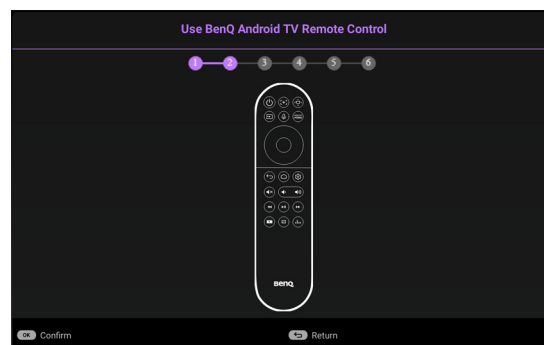 Use BenQ Android TV Remote Control
1 2 3 4 5 6
BenQ
OK Confirm
Return